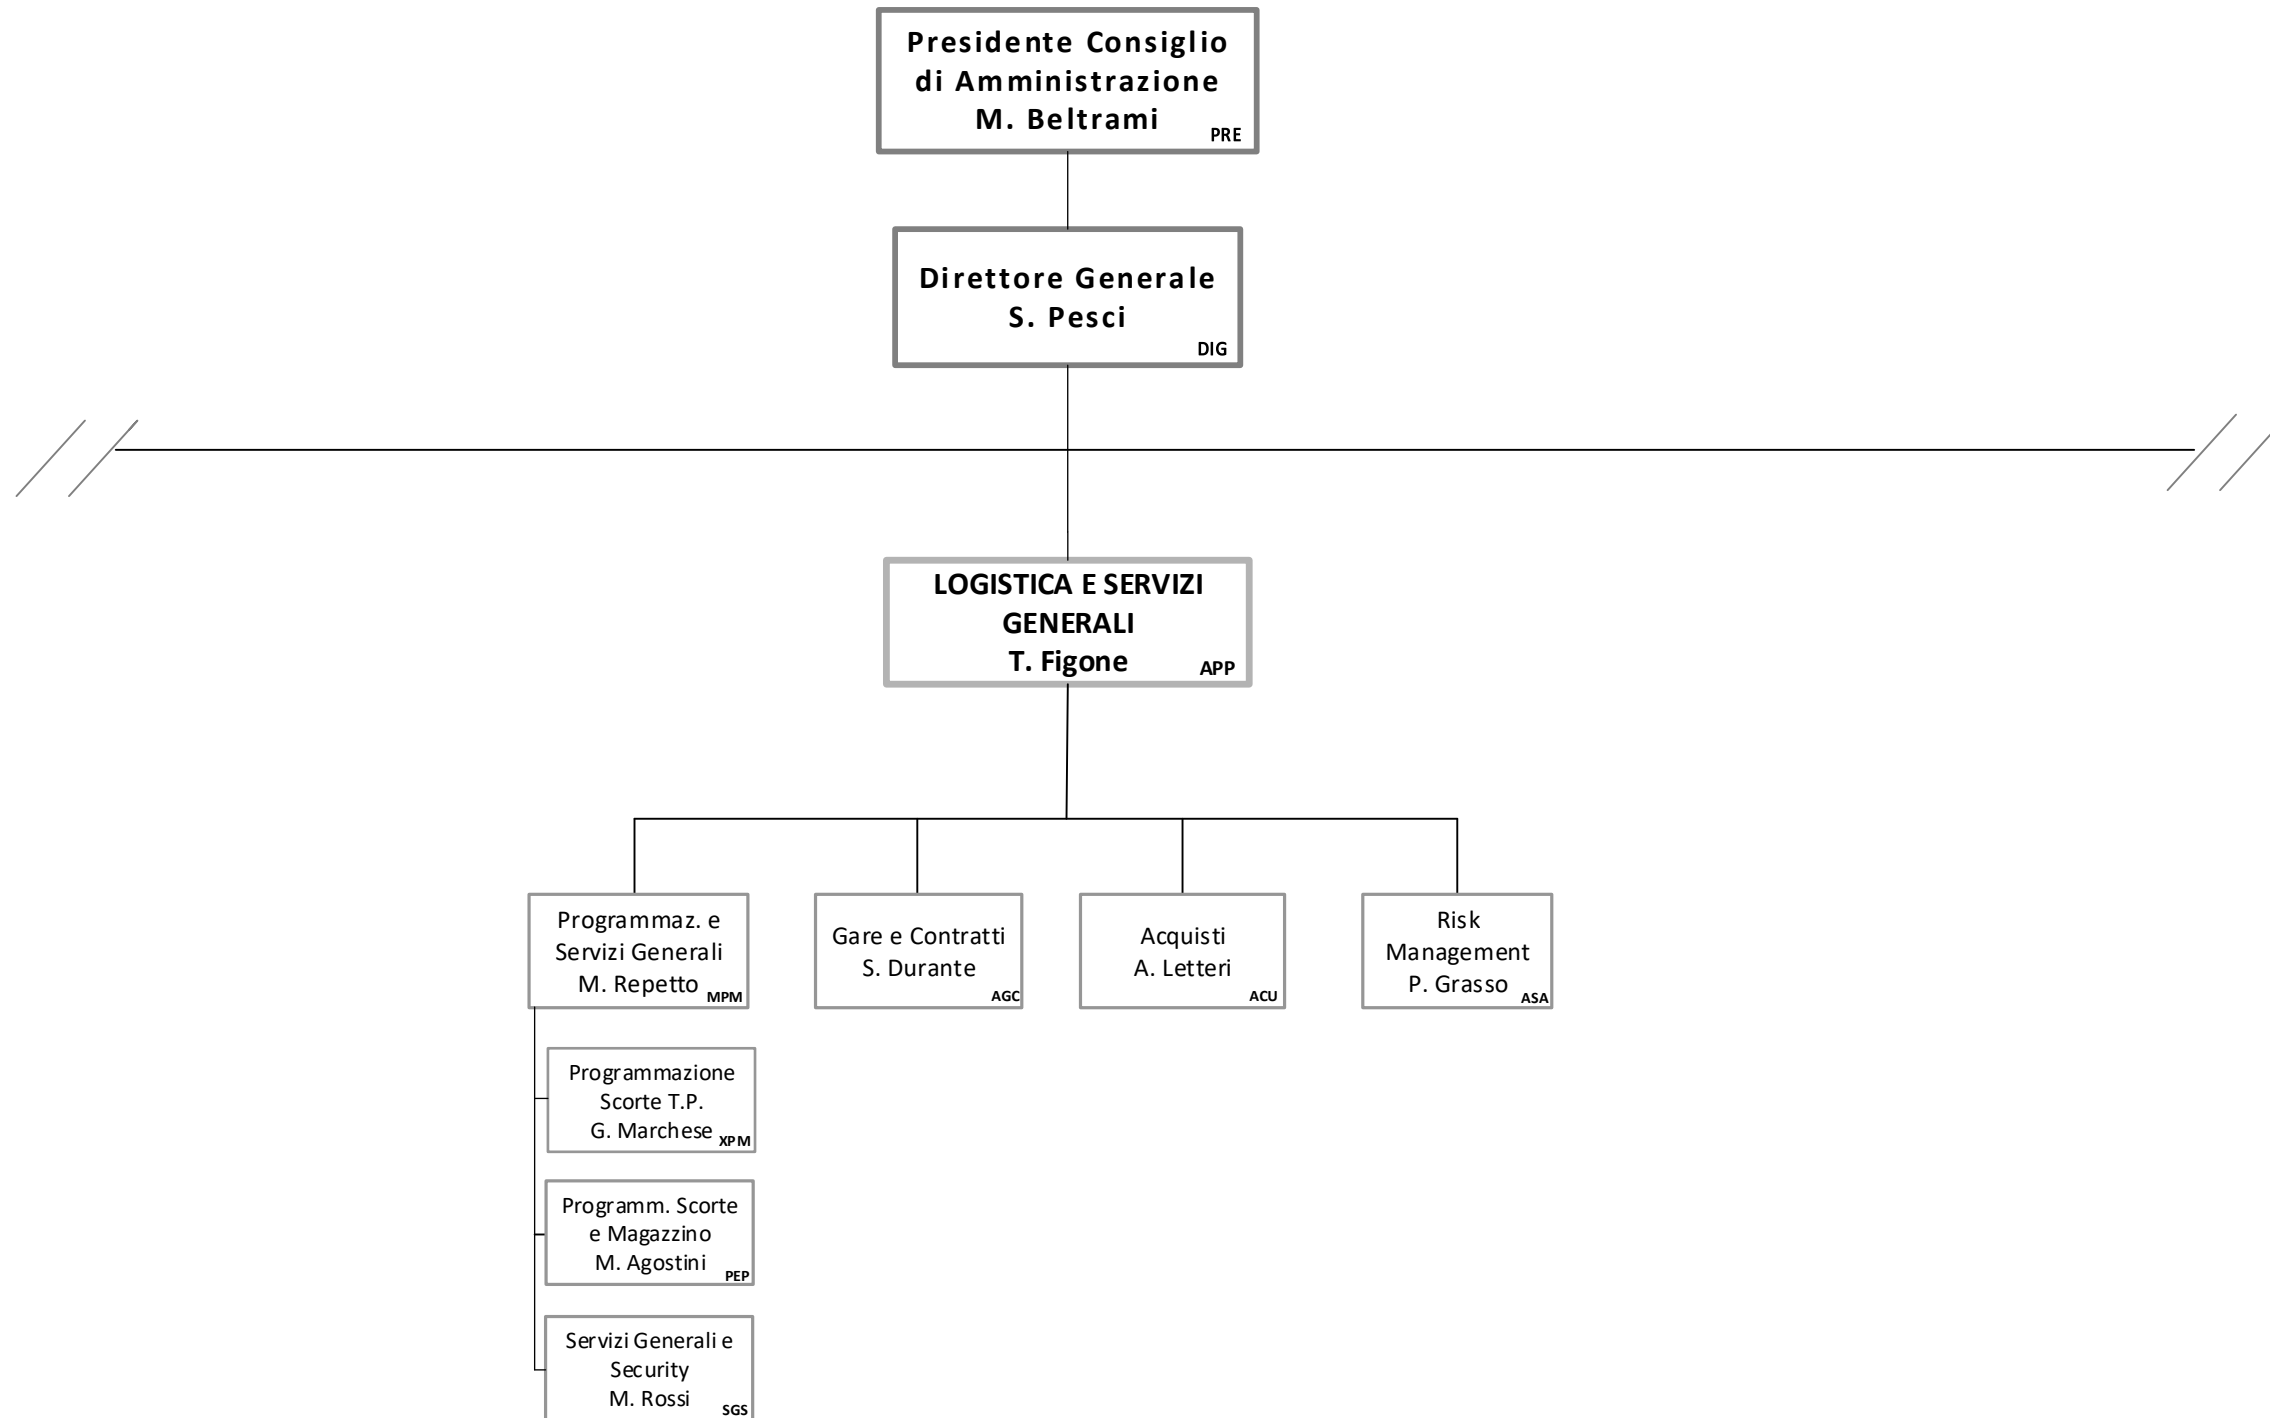 Presidente Consiglio
di Amministrazione
M. Beltrami
PRE
Direttore Generale
S. Pesci
DIG
LOGISTICA E SERVIZI
GENERALI
T. Figone
APP
Programmaz. e
Servizi Generali
M. Repetto
MPM
Gare e Contratti
S. Durante
AGC
Acquisti
A. Letteri
ACU
Risk
Management
P. Grasso
ASA
Programmazione
Scorte T.P.
G. Marchese
XPM
Programm. Scorte
e Magazzino
M. Agostini
PEP
Servizi Generali e
Security
M. Rossi
SGS